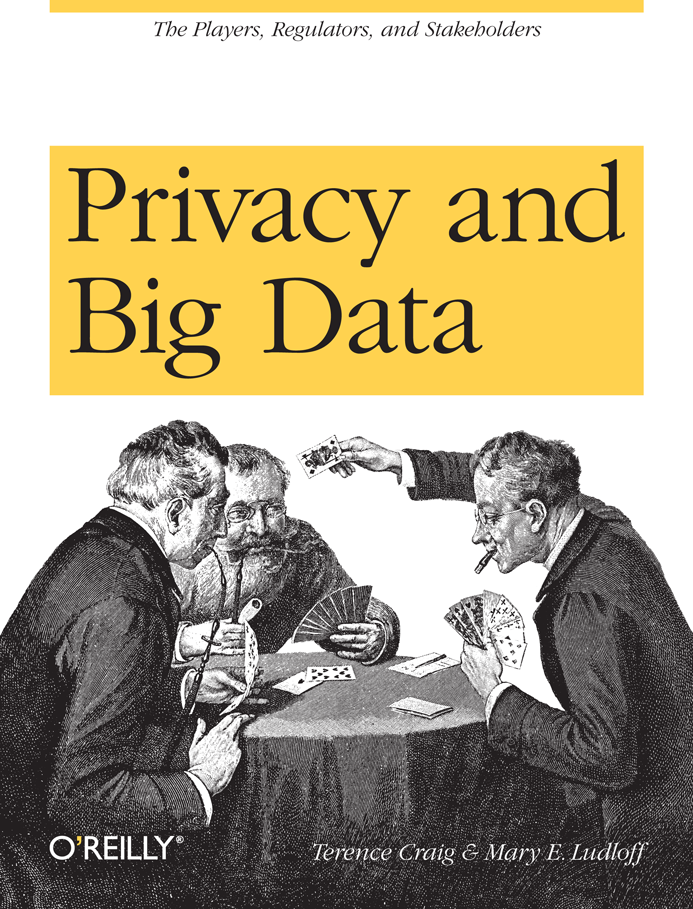 The Players, Regulators, and Stakeholders
Privacy and
Big Data
O'REILLY®
Terence Craig & Mary E. Ludloff